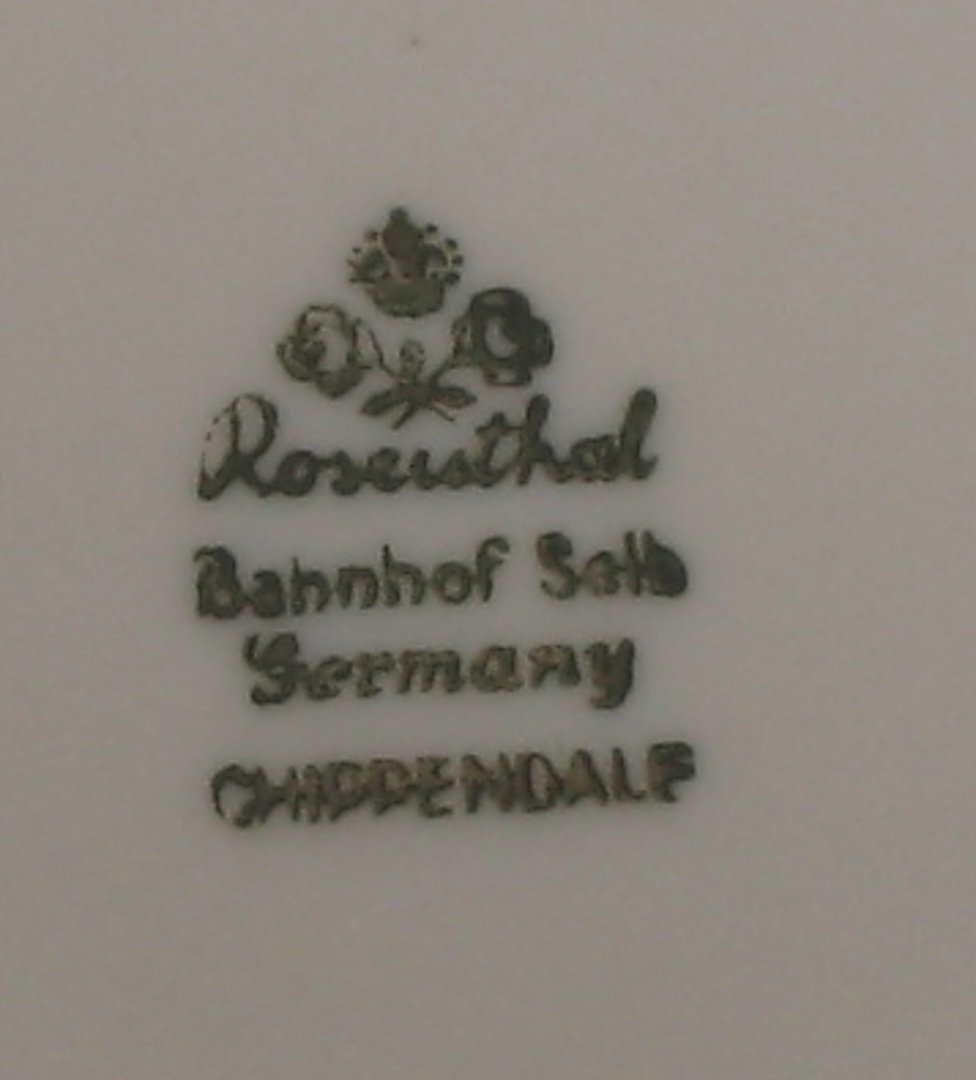 Rosenthal
Bahnhof Selb
Germany
CHIPPENDALE